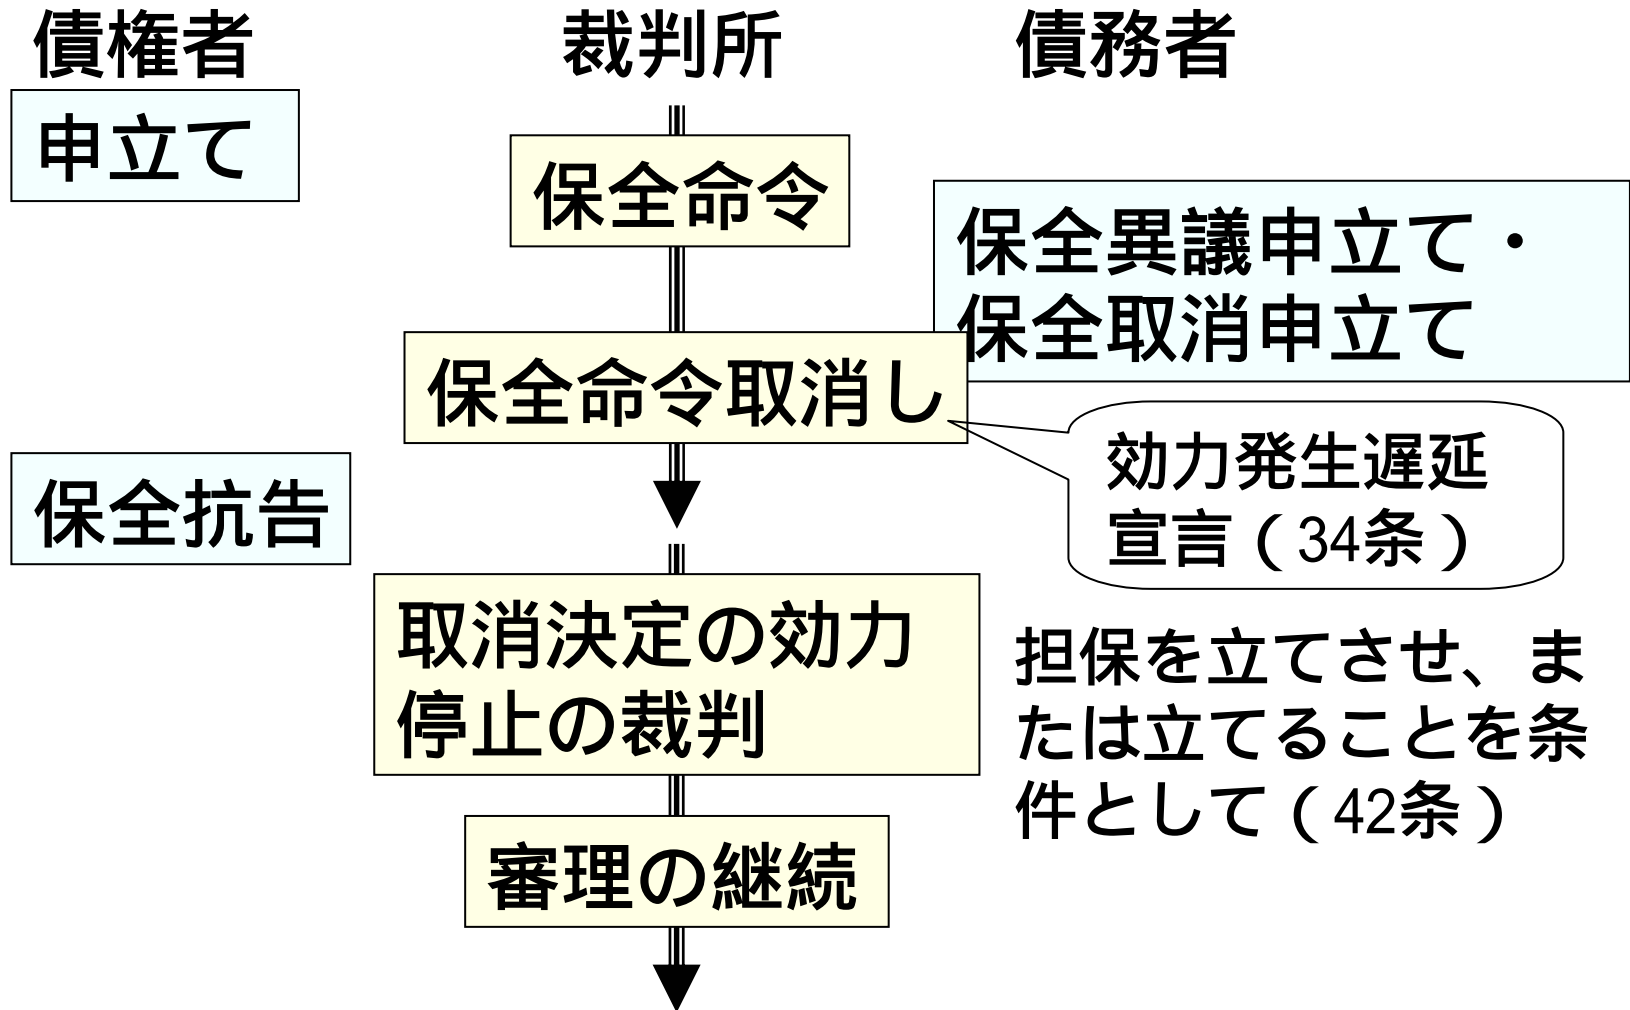 債権者
裁判所
債務者
申立て
保全命令
保全異議申立て・
保全取消申立て
保全命令取消し
効力発生遅延
宣言（34条）
保全抗告
取消決定の効力
停止の裁判
担保を立てさせ、ま
たは立てることを条
件として（42条）
審理の継続